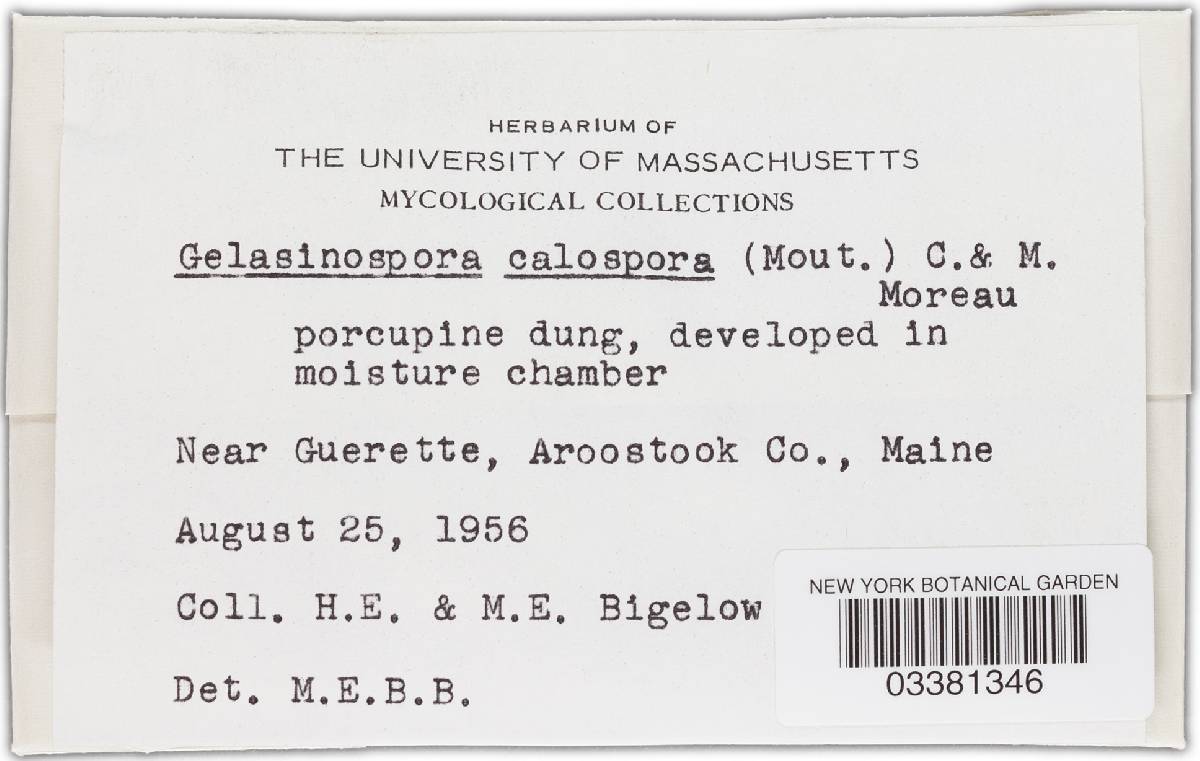 HERBARIUM OF
THE UNIVERSITY OF MASSACHUSETTS
MYCOLOGICAL COLLECTIONS
Gelasinospora calospora (Mout.) C.& M.
Moreau
porcupine dung, developed in
moisture chamber
Near Guerette, Aroostook Co., Maine
August 25, 1956
Coll. H.E. & M.E. Bigelow
Det. M.E.B.B.
NEW YORK BOTANICAL GARDEN
03381346